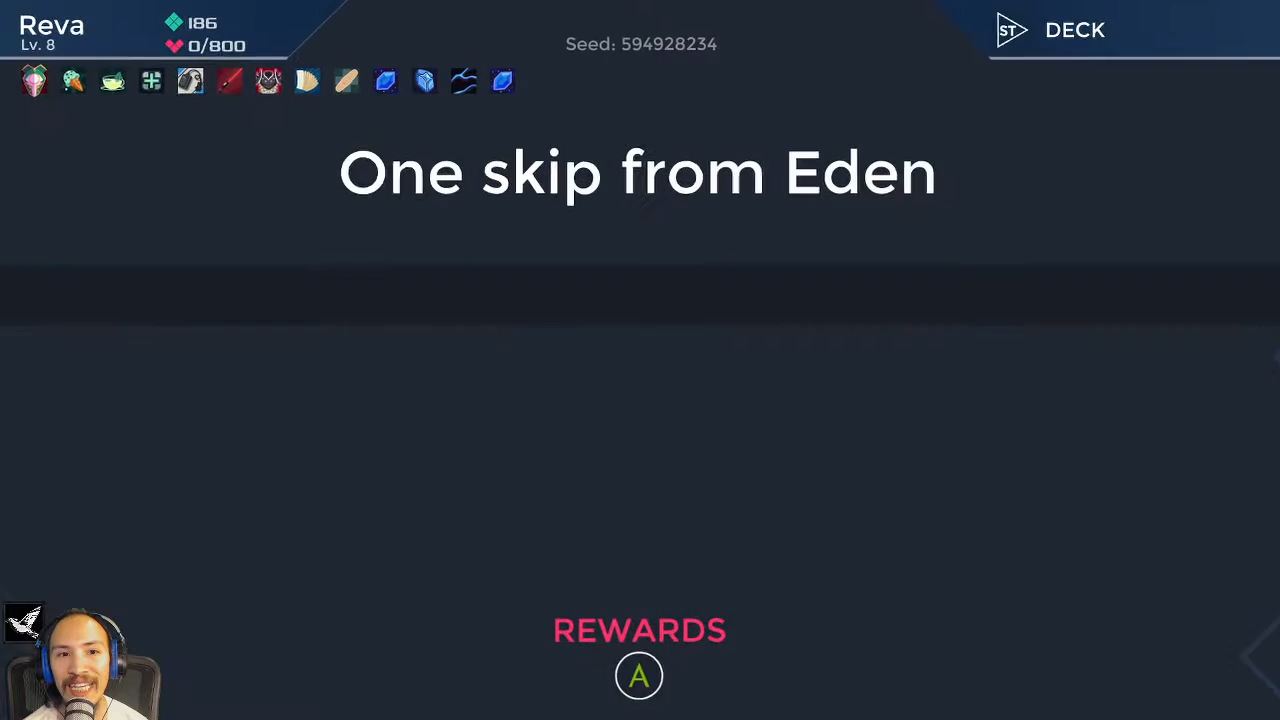 Reva
Lv. 8
186
0/800
Seed: 594928234
ST
DECK
One skip from Eden
REWARDS
A